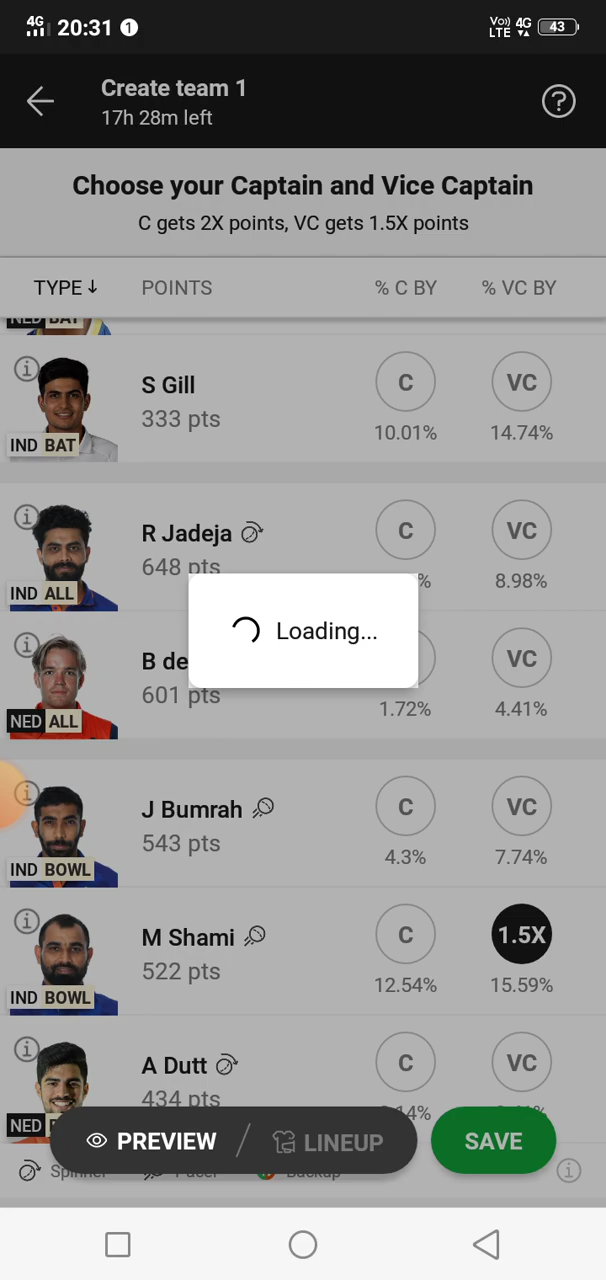 4G 20:31 1 Vo)) LTE 4G 43
Create team 1
17h 28m left
Choose your Captain and Vice Captain
C gets 2X points, VC gets 1.5X points
TYPE ↓ POINTS % C BY % VC BY
NED BAT
S Gill C VC
333 pts 10.01% 14.74%
IND BAT
R Jadeja C VC
648 pts % 8.98%
IND ALL
Loading...
B de VC
601 pts 1.72% 4.41%
NED ALL
J Bumrah C VC
543 pts 4.3% 7.74%
IND BOWL
M Shami C 1.5X
522 pts 12.54% 15.59%
IND BOWL
A Dutt C VC
434 pts
NED
PREVIEW / LINEUP SAVE
Spinner Pacer Backup